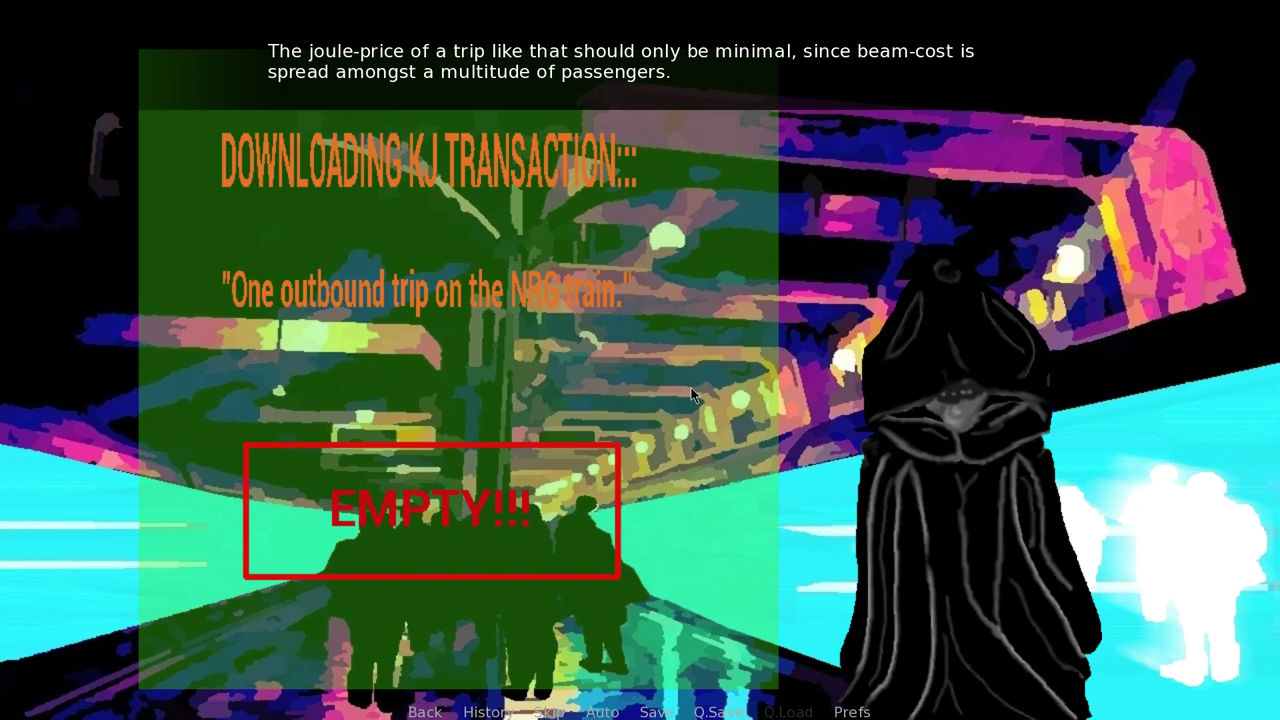 The joule-price of a trip like that should only be minimal, since beam-cost is
spread amongst a multitude of passengers.
DOWNLOADING KJ TRANSACTION:::
"One outbound trip on the NRG train."
EMPTY!!!
Back History Skip Auto Save Q.Save Q.Load Prefs